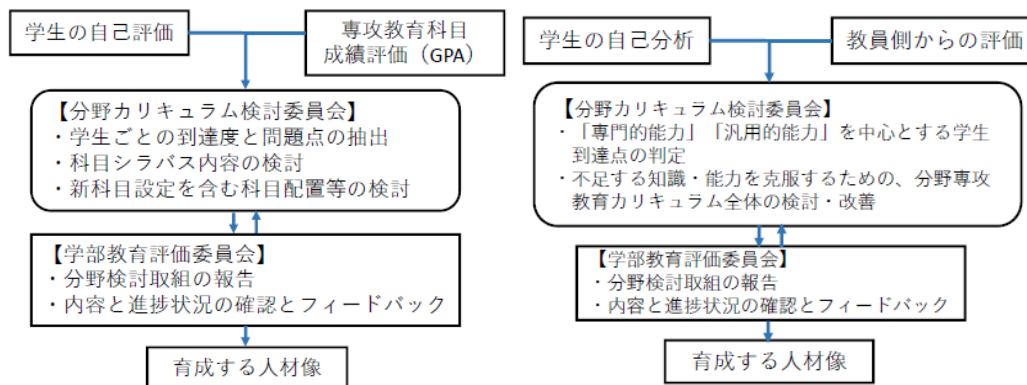 学生の自己評価
専攻教育科目
成績評価（GPA）
【分野カリキュラム検討委員会】
・学生ごとの到達度と問題点の抽出
・科目シラバス内容の検討
・新科目設定を含む科目配置等の検討
【学部教育評価委員会】
・分野検討取組の報告
・内容と進捗状況の確認とフィードバック
育成する人材像
学生の自己分析
教員側からの評価
【分野カリキュラム検討委員会】
・「専門的能力」「汎用的能力」を中心とする学生
到達点の判定
・不足する知識・能力を克服するための、分野専攻
教育カリキュラム全体の検討・改善
【学部教育評価委員会】
・分野検討取組の報告
・内容と進捗状況の確認とフィードバック
育成する人材像